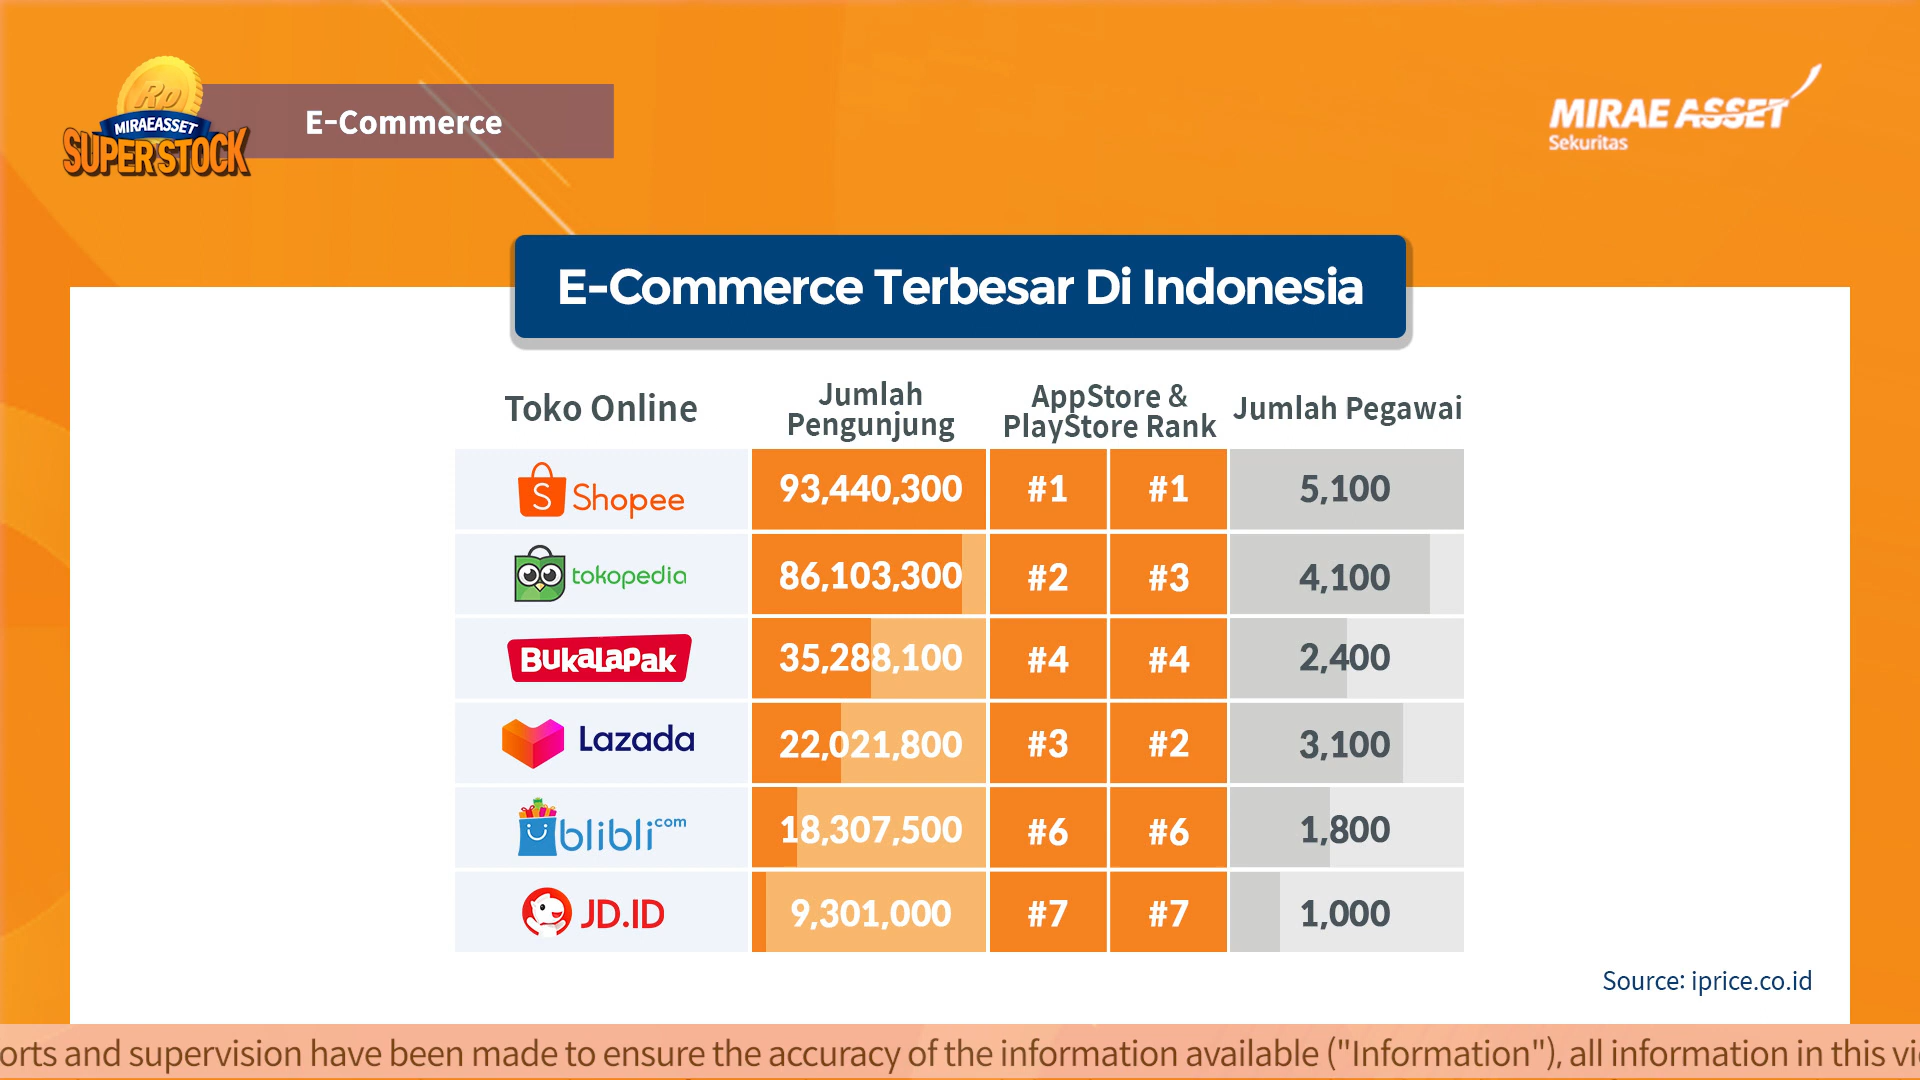 Rp
MIRAEASSET
SUPERSTOCK
E-Commerce
MIRAE ASSET
Sekuritas
E-Commerce Terbesar Di Indonesia
Toko Online
Jumlah
Pengunjung
AppStore &
PlayStore Rank
Jumlah Pegawai
S Shopee 93,440,300 #1 #1 5,100
tokopedia 86,103,300 #2 #3 4,100
BukaLapak 35,288,100 #4 #4 2,400
Lazada 22,021,800 #3 #2 3,100
blibli.com 18,307,500 #6 #6 1,800
JD.ID 9,301,000 #7 #7 1,000
Source: iprice.co.id
orts and supervision have been made to ensure the accuracy of the information available ("Information"), all information in this vi